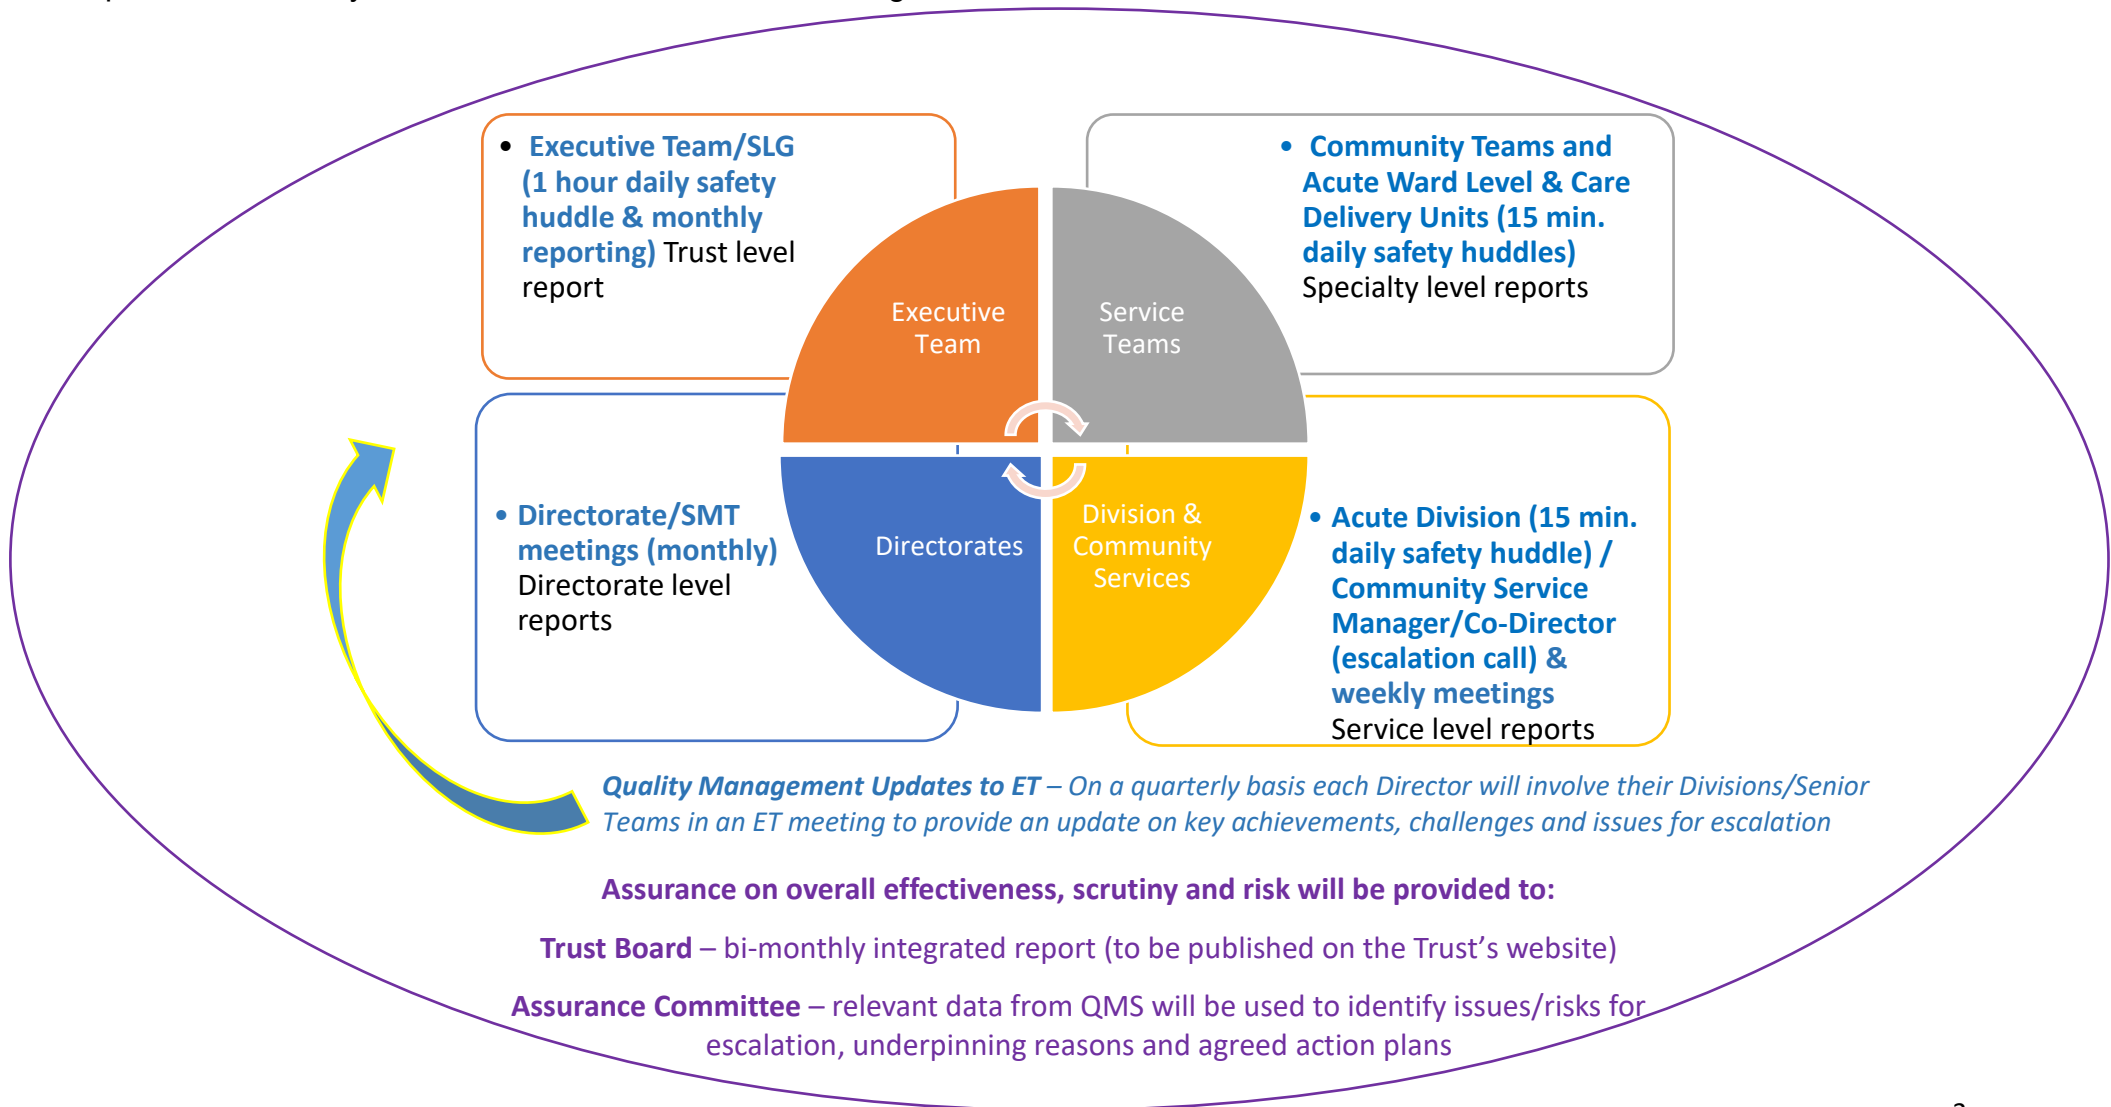 • Executive Team/SLG
(1 hour daily safety
huddle & monthly
reporting) Trust level
report
• Community Teams and
Acute Ward Level & Care
Delivery Units (15 min.
daily safety huddles)
Specialty level reports
Executive
Team
Service
Teams
Directorates
Division &
Community
Services
• Directorate/SMT
meetings (monthly)
Directorate level
reports
• Acute Division (15 min.
daily safety huddle) /
Community Service
Manager/Co-Director
(escalation call) &
weekly meetings
Service level reports
Quality Management Updates to ET – On a quarterly basis each Director will involve their Divisions/Senior
Teams in an ET meeting to provide an update on key achievements, challenges and issues for escalation
Assurance on overall effectiveness, scrutiny and risk will be provided to:
Trust Board – bi-monthly integrated report (to be published on the Trust's website)
Assurance Committee – relevant data from QMS will be used to identify issues/risks for
escalation, underpinning reasons and agreed action plans